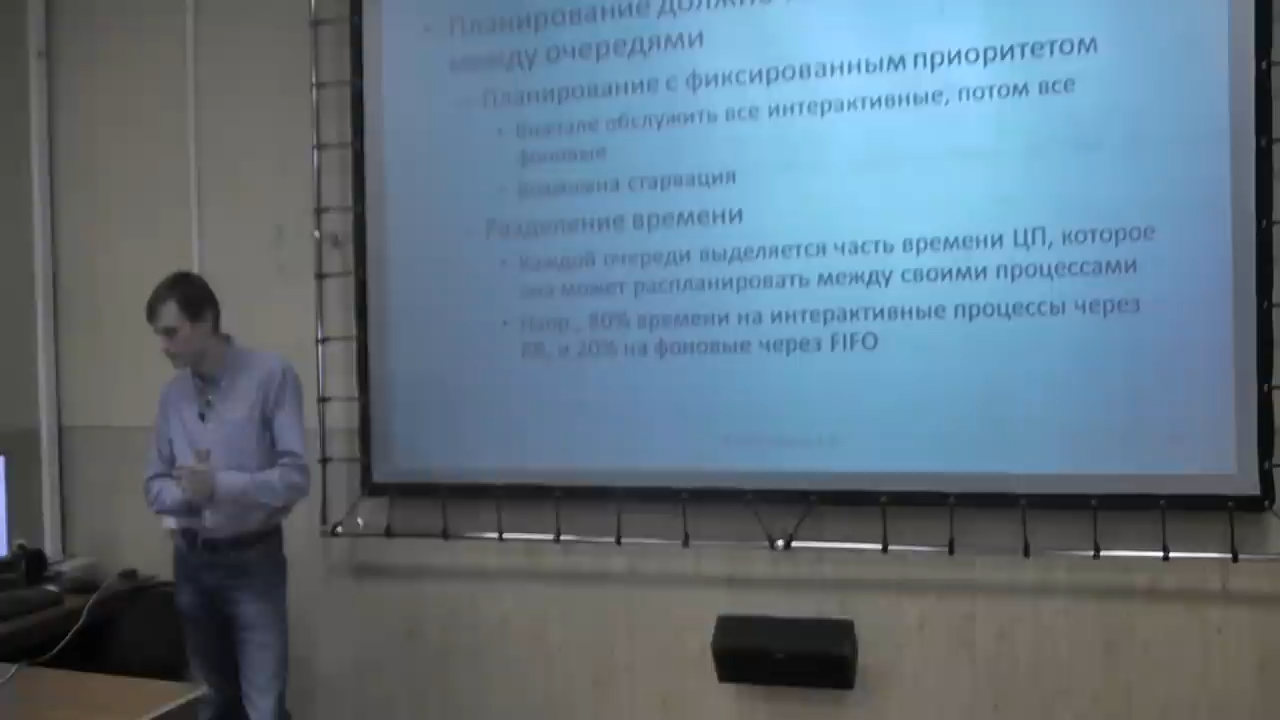 Планирование должно
между очередями
Планирование с фиксированным приоритетом
Вначале обслужить все интерактивные, потом все
фоновые
Возможна старвация
Разделение времени
Каждой очереди выделяется часть времени ЦП, которое
она может распланировать между своими процессами
Напр., 80% времени на интерактивные процессы через
RR, и 20% на фоновые через FIFO